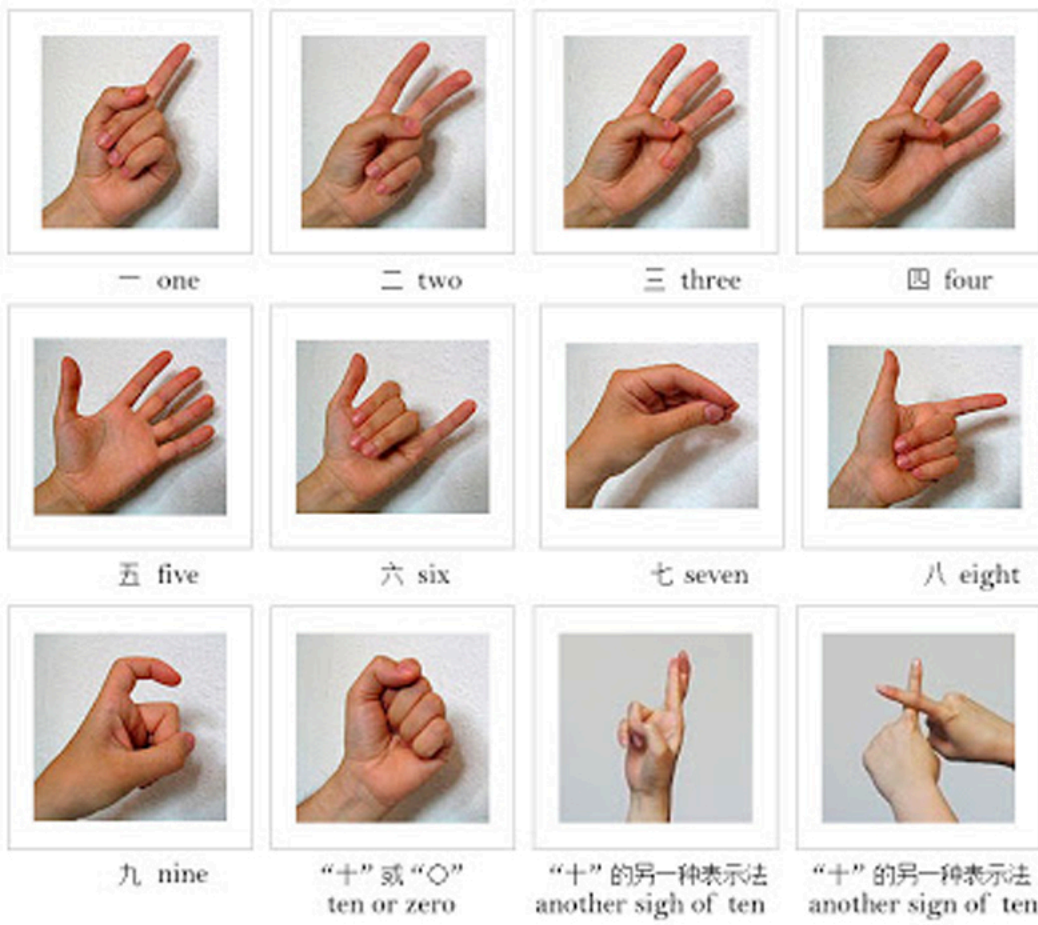 一 one
二 two
三 three
四 four
五 five
六 six
七 seven
八 eight
九 nine
“十”或“〇”
ten or zero
“十”的另一种表示法
another sigh of ten
“十”的另一种表示法
another sign of ten